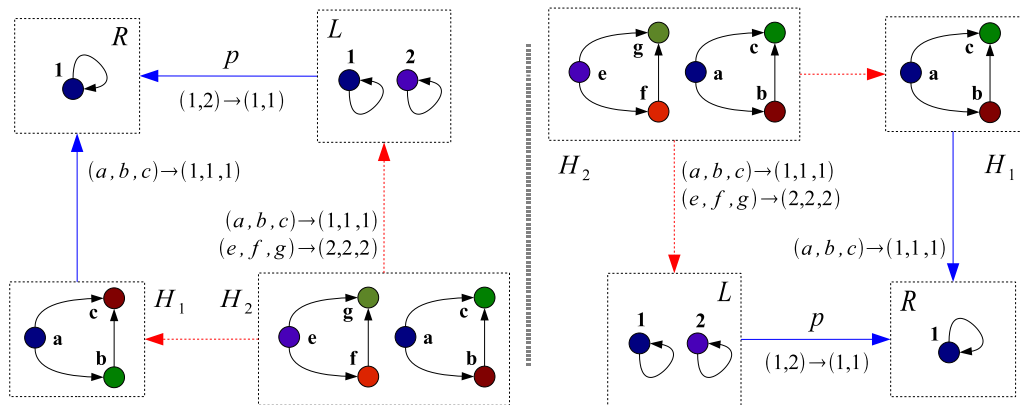 R
1
p
(1,2)→(1,1)
L
1
2
(a,b,c)→(1,1,1)
(a,b,c)→(1,1,1)
(e,f,g)→(2,2,2)
c
a
b
H₁
H₂
g
e
f
c
a
b
g
e
f
c
a
b
H₂
c
a
b
H₁
(a,b,c)→(1,1,1)
(e,f,g)→(2,2,2)
(a,b,c)→(1,1,1)
L
1
2
p
(1,2)→(1,1)
R
1